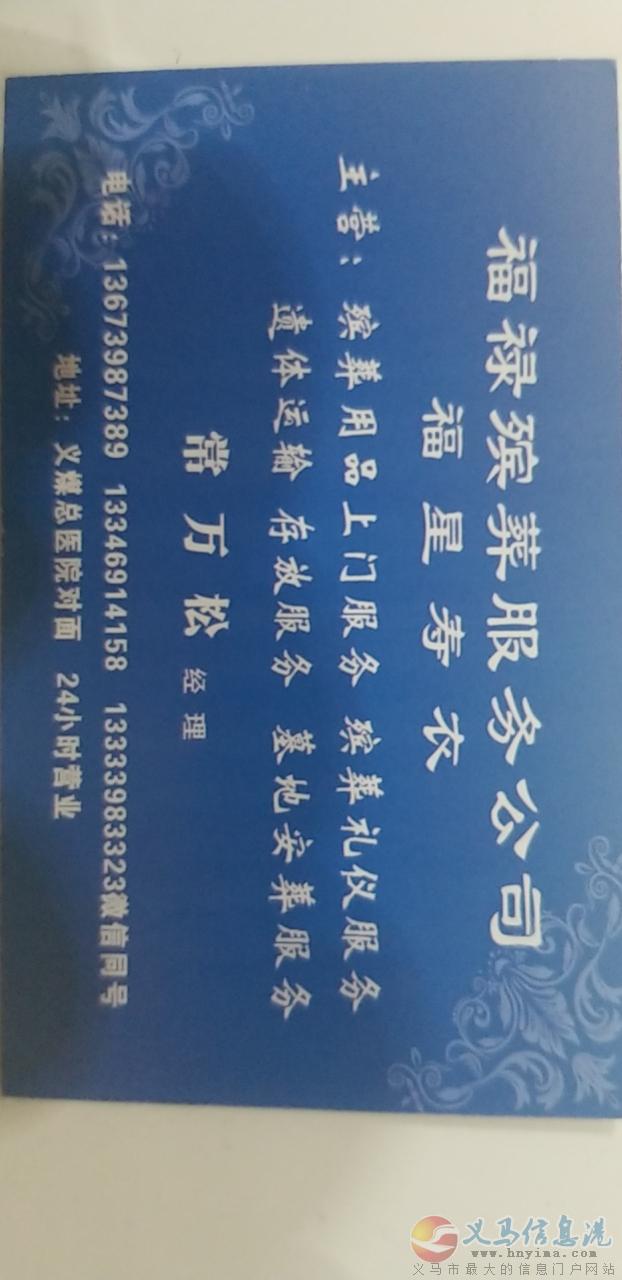 福禄殡葬服务公司
福星寿衣
主营：殡葬用品上门服务 殡葬礼仪服务
遗体运输 存放服务 墓地安葬服务
常万松 经理
电话：13673987389 13346914158 13333983323微信同号
地址：义煤总医院对面 24小时营业
义马信息港
www.hnyima.com
义马市最大的信息门户网站